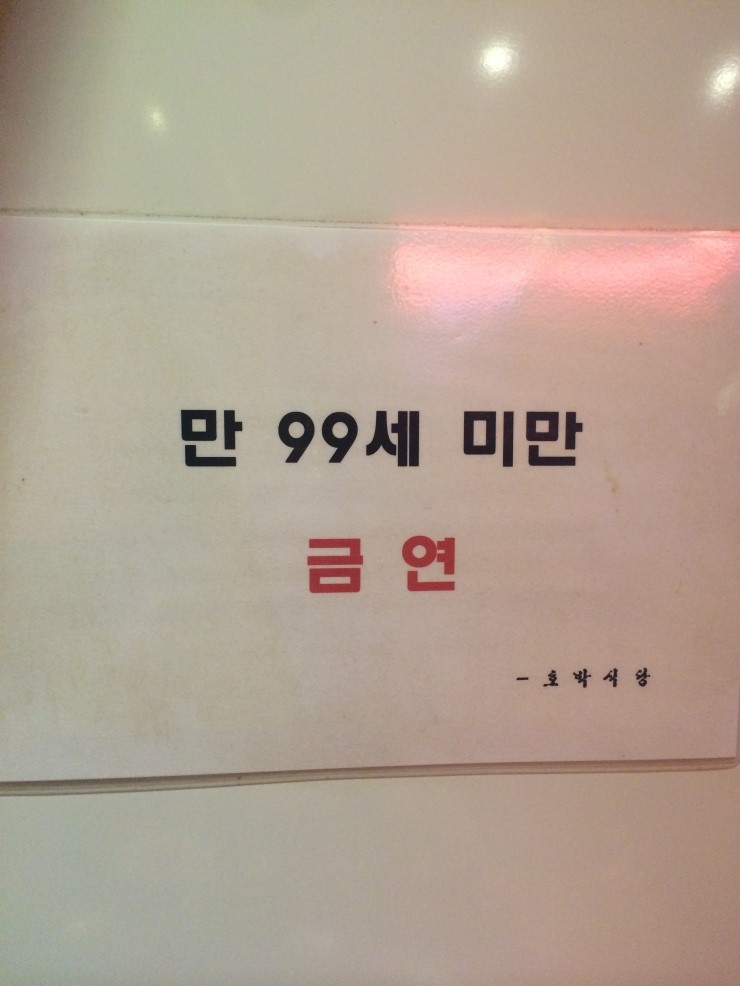 만 99세 미만
금 연
- 호박식당